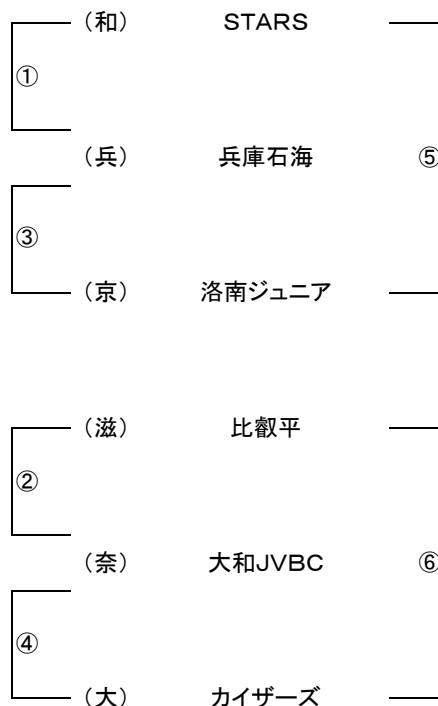 (和) STARS
①
(兵) 兵庫石海 ⑤
③
(京) 洛南ジュニア
(滋) 比叡平
②
(奈) 大和JVBC ⑥
④
(大) カイザーズ